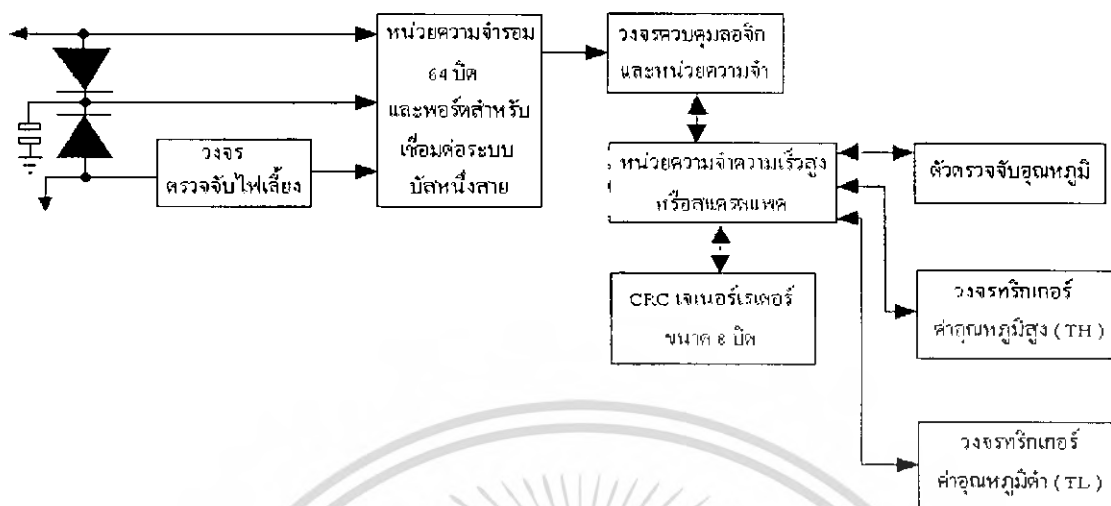 หน่วยความจำรอม
64 บิต
และพอร์ตสำหรับ
เชื่อมต่อระบบ
บัสหนึ่งสาย
วงจรควบคุมลอจิก
และหน่วยความจำ
วงจร
ตรวจจับไฟเลี้ยง
หน่วยความจำความเร็วสูง
หรือสแครชแพด
ตัวตรวจจับอุณหภูมิ
CRC เจเนอร์เรเตอร์
ขนาด 8 บิต
วงจรทริกเกอร์
ค่าอุณหภูมิสูง ( TH )
วงจรทริกเกอร์
ค่าอุณหภูมิต่ำ ( TL )